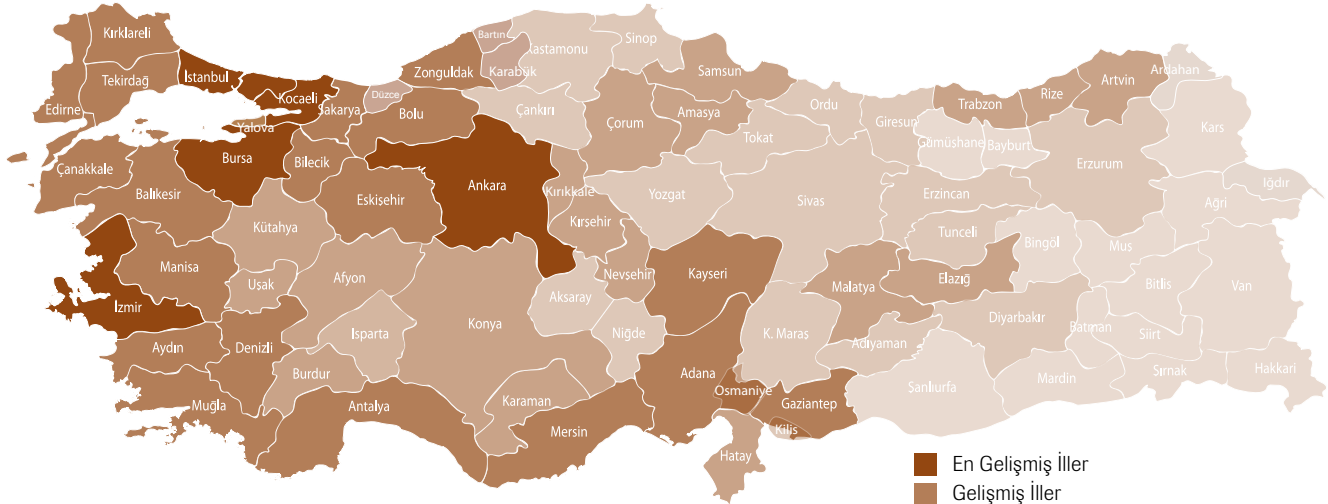 Kırklareli
Tekirdağ
Edirne
İstanbul
Kocaeli
Yalova
Sakarya
Düzce
Bolu
Zonguldak
Bartın
Karabük
Kastamonu
Sinop
Çankırı
Samsun
Amasya
Çorum
Tokat
Ordu
Giresun
Gümüşhane
Bayburt
Trabzon
Rize
Artvin
Ardahan
Kars
Iğdır
Ağri
Erzurum
Erzincan
Tunceli
Bingöl
Mus
Bitlis
Van
Hakkari
Sırnak
Siirt
Batman
Mardin
Diyarbakır
Elazığ
Malatya
Adıyaman
Şanlıurfa
K. Maraş
Gaziantep
Kilis
Osmaniye
Hatay
Adana
Mersin
Karaman
Niğde
Aksaray
Nevşehir
Kayseri
Sivas
Yozgat
Kırşehir
Kırıkkale
Ankara
Konya
Eskişehir
Bilecik
Bursa
Çanakkale
Balıkesir
Kütahya
Manisa
Usak
Afyon
İzmir
Aydın
Denizli
Isparta
Burdur
Muğla
Antalya
En Gelişmiş İller
Gelişmiş İller